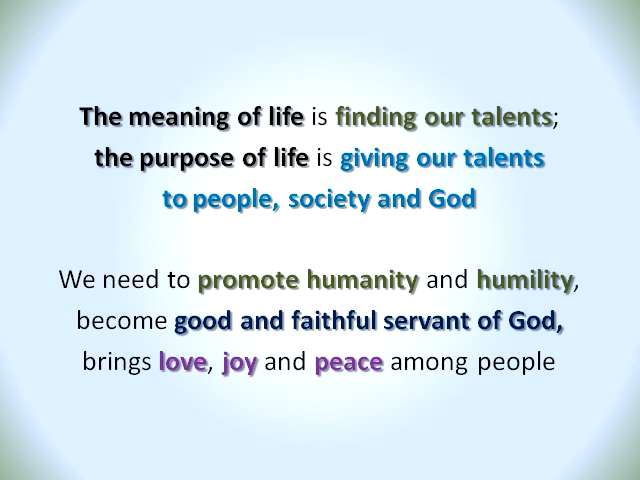 The meaning of life is finding our talents;
the purpose of life is giving our talents
to people, society and God
We need to promote humanity and humility,
become good and faithful servant of God,
brings love, joy and peace among people